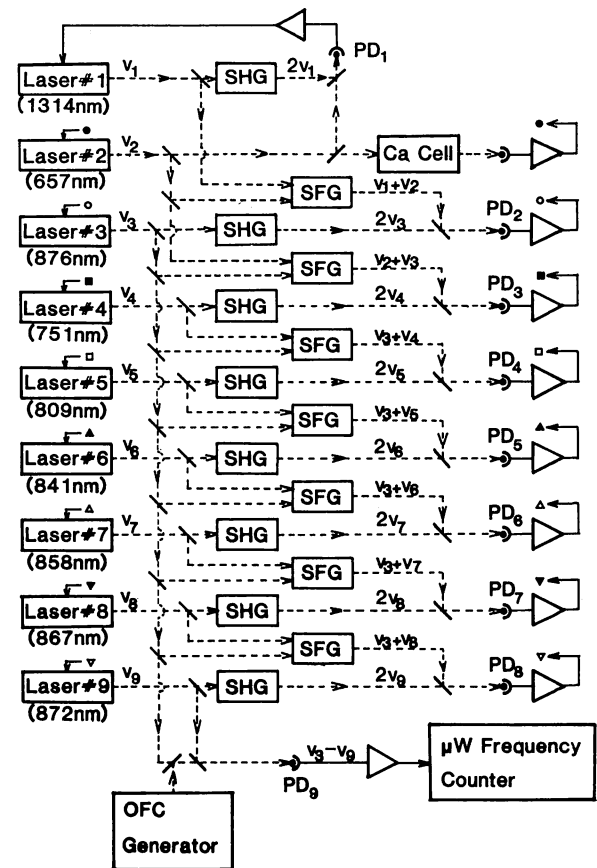 PD1
Laser#1 ν1 SHG 2ν1
(1314nm)
Laser#2 ν2 Ca Cell
(657nm) SFG ν1+ν2
Laser#3 ν3 SHG 2ν3 PD2
(876nm) SFG ν2+ν3
Laser#4 ν4 SHG 2ν4 PD3
(751nm) SFG ν3+ν4
Laser#5 ν5 SHG 2ν5 PD4
(809nm) SFG ν3+ν5
Laser#6 ν6 SHG 2ν6 PD5
(841nm) SFG ν3+ν6
Laser#7 ν7 SHG 2ν7 PD6
(858nm) SFG ν3+ν7
Laser#8 ν8 SHG 2ν8 PD7
(867nm) SFG ν3+ν8
Laser#9 ν9 SHG 2ν9 PD8
(872nm)
ν3-ν9
PD9
μW Frequency
Counter
OFC
Generator